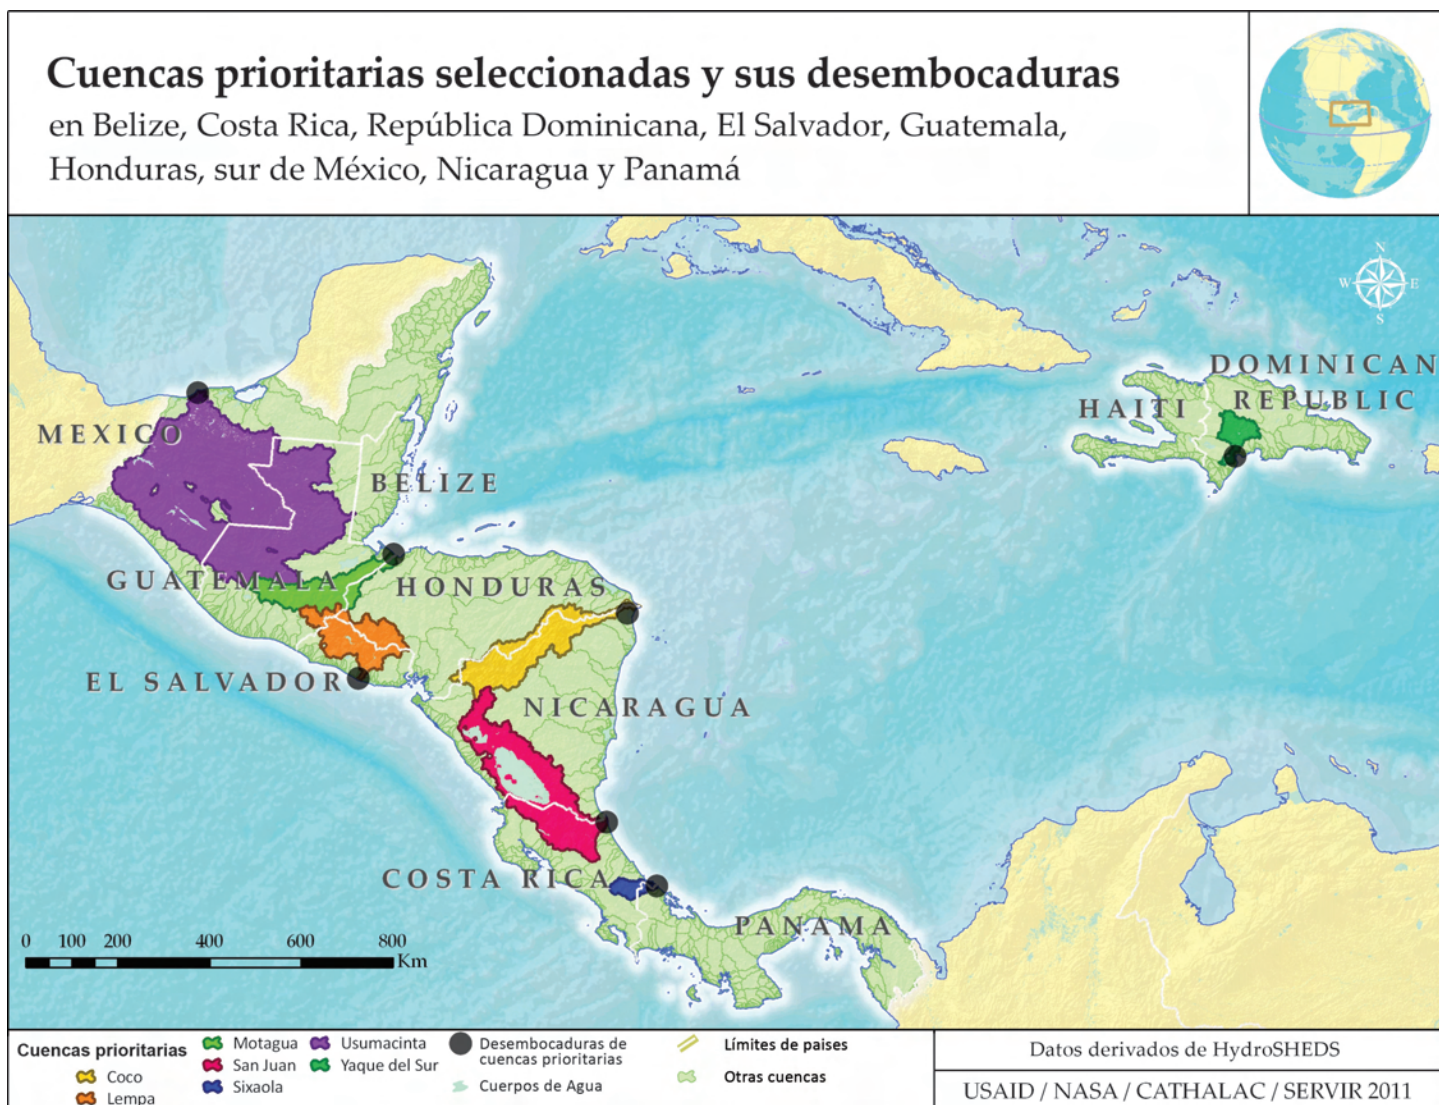 Cuencas prioritarias seleccionadas y sus desembocaduras
en Belize, Costa Rica, República Dominicana, El Salvador, Guatemala,
Honduras, sur de México, Nicaragua y Panamá
N
W E
S
DOMINICAN
REPUBLIC
HAITI
MEXICO
BELIZE
GUATEMALA
HONDURAS
EL SALVADOR
NICARAGUA
COSTA RICA
PANAMA
0 100 200 400 600 800
Km
Cuencas prioritarias
Coco
Lempa
Motagua
San Juan
Sixaola
Usumacinta
Yaque del Sur
Desembocaduras de
cuencas prioritarias
Cuerpos de Agua
Límites de paises
Otras cuencas
Datos derivados de HydroSHEDS
USAID / NASA / CATHALAC / SERVIR 2011